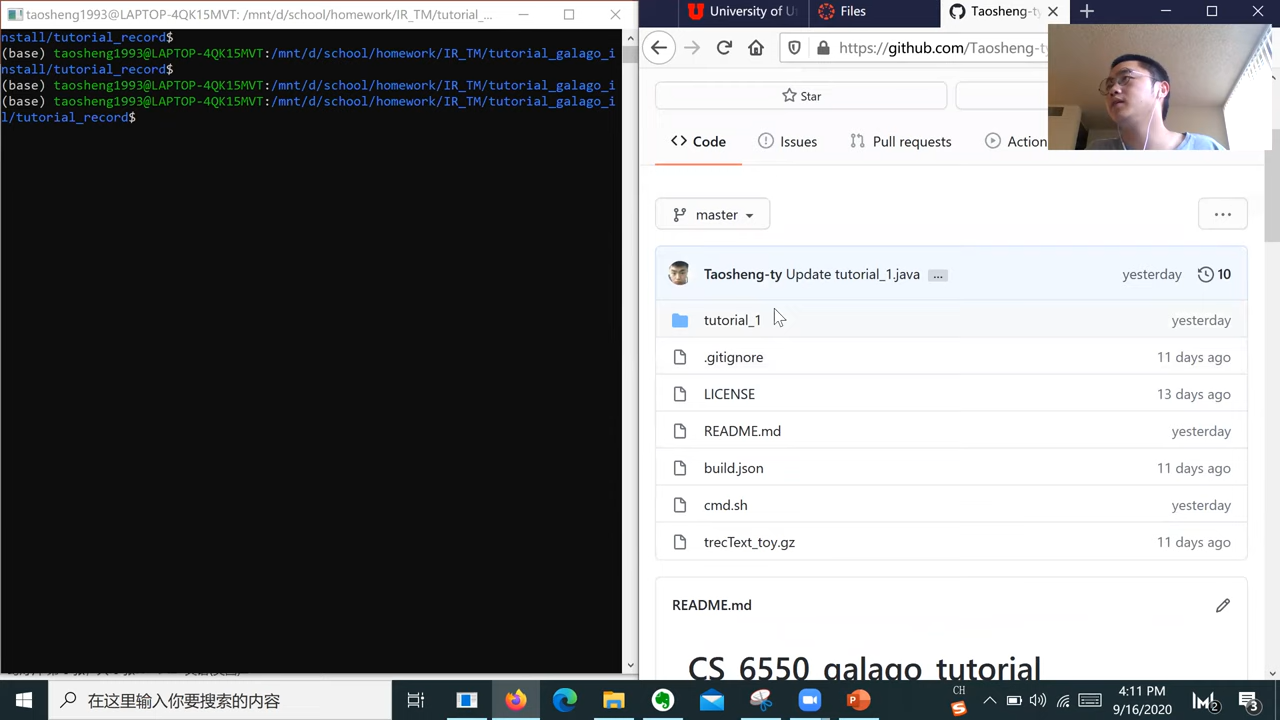 taosheng1993@LAPTOP-4QK15MVT: /mnt/d/school/homework/IR_TM/tutorial_...
nstall/tutorial_record$
(base) taosheng1993@LAPTOP-4QK15MVT:/mnt/d/school/homework/IR_TM/tutorial_galago_i
nstall/tutorial_record$
(base) taosheng1993@LAPTOP-4QK15MVT:/mnt/d/school/homework/IR_TM/tutorial_galago_i
(base) taosheng1993@LAPTOP-4QK15MVT:/mnt/d/school/homework/IR_TM/tutorial_galago_i
l/tutorial_record$
University of U
Files
Taosheng-ty
https://github.com/Taosheng-ty
Star
Code
Issues
Pull requests
Action
master
Taosheng-ty Update tutorial_1.java ...
yesterday
10
tutorial_1
yesterday
.gitignore
11 days ago
LICENSE
13 days ago
README.md
yesterday
build.json
11 days ago
cmd.sh
yesterday
trecText_toy.gz
11 days ago
README.md
CS_6550_galago_tutorial
在这里输入你要搜索的内容
CH
4:11 PM
9/16/2020
2
3